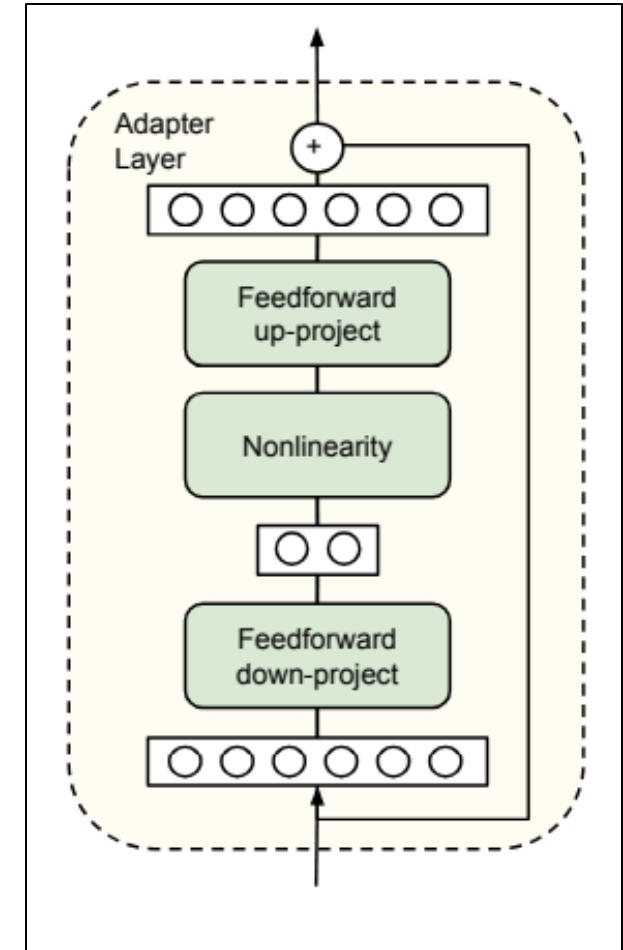 Adapter
Layer
+
Feedforward
up-project
Nonlinearity
Feedforward
down-project